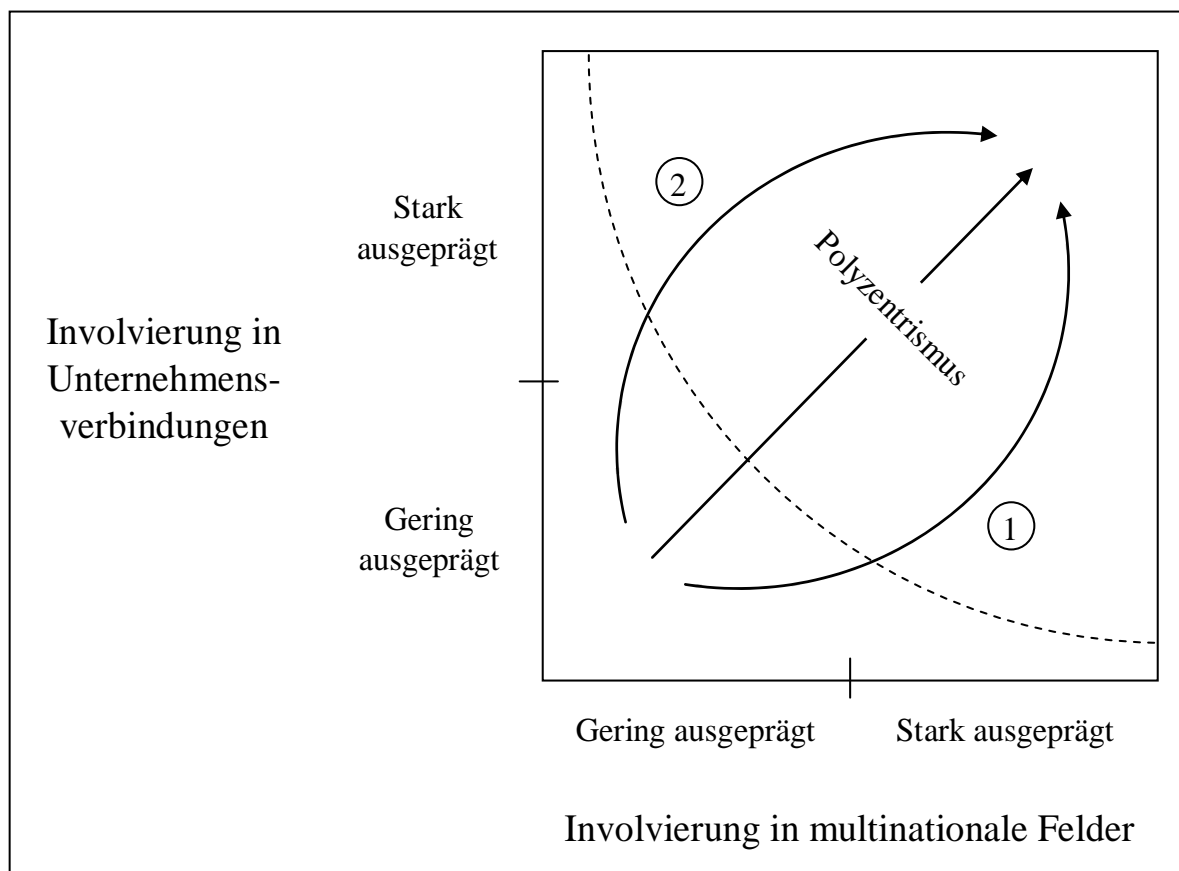 2
Stark
ausgeprägt
Polyzentrismus
Involvierung in
Unternehmens-
verbindungen
Gering
ausgeprägt
1
Gering ausgeprägt
Stark ausgeprägt
Involvierung in multinationale Felder